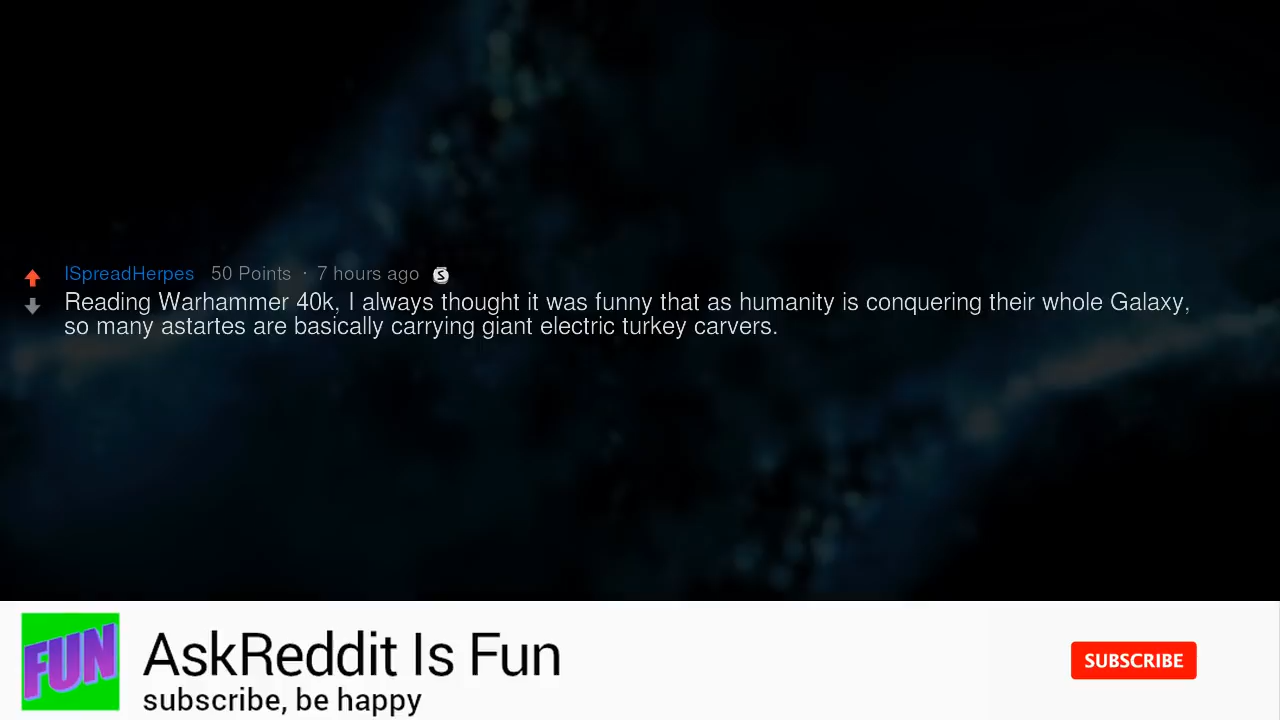 ISpreadHerpes 50 Points · 7 hours ago S
Reading Warhammer 40k, I always thought it was funny that as humanity is conquering their whole Galaxy,
so many astartes are basically carrying giant electric turkey carvers.
FUN
AskReddit Is Fun
subscribe, be happy
SUBSCRIBE